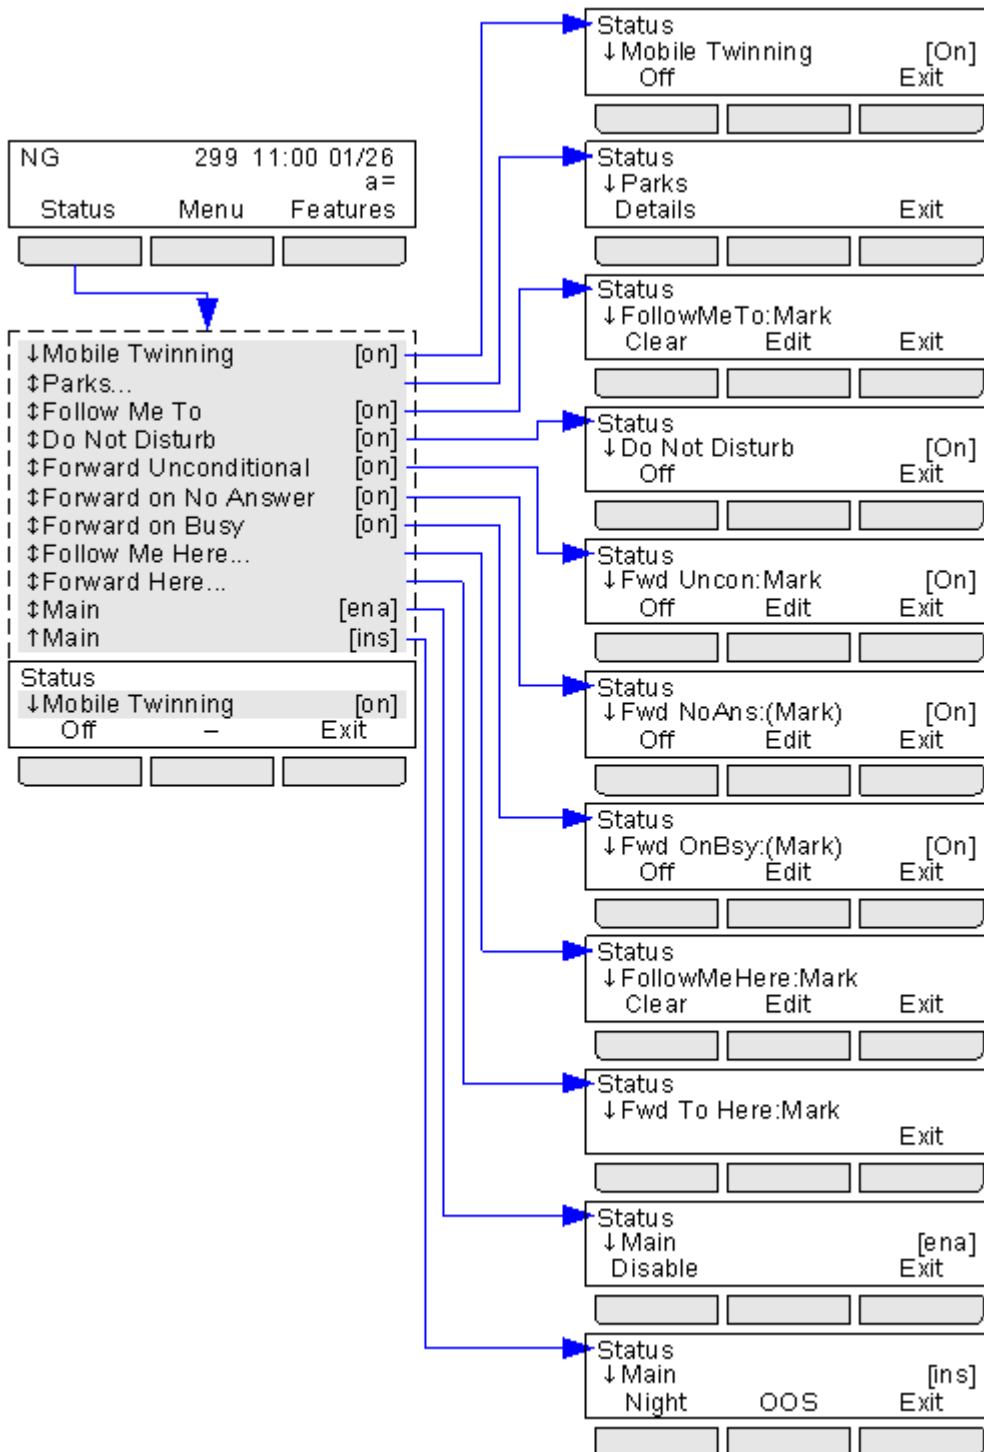 NG 299 11:00 01/26
a=
Status Menu Features
↓Mobile Twinning [on]
↕Parks...
↕Follow Me To [on]
↕Do Not Disturb [on]
↕Forward Unconditional [on]
↕Forward on No Answer [on]
↕Forward on Busy [on]
↕Follow Me Here...
↕Forward Here...
↕Main [ena]
↑Main [ins]
Status
↓Mobile Twinning [on]
Off – Exit
Status
↓Mobile Twinning [On]
Off Exit
Status
↓Parks
Details Exit
Status
↓FollowMeTo:Mark
Clear Edit Exit
Status
↓Do Not Disturb [On]
Off Exit
Status
↓Fwd Uncon:Mark [On]
Off Edit Exit
Status
↓Fwd NoAns:(Mark) [On]
Off Edit Exit
Status
↓Fwd OnBsy:(Mark) [On]
Off Edit Exit
Status
↓FollowMeHere:Mark
Clear Edit Exit
Status
↓Fwd To Here:Mark
Exit
Status
↓Main [ena]
Disable Exit
Status
↓Main [ins]
Night OOS Exit